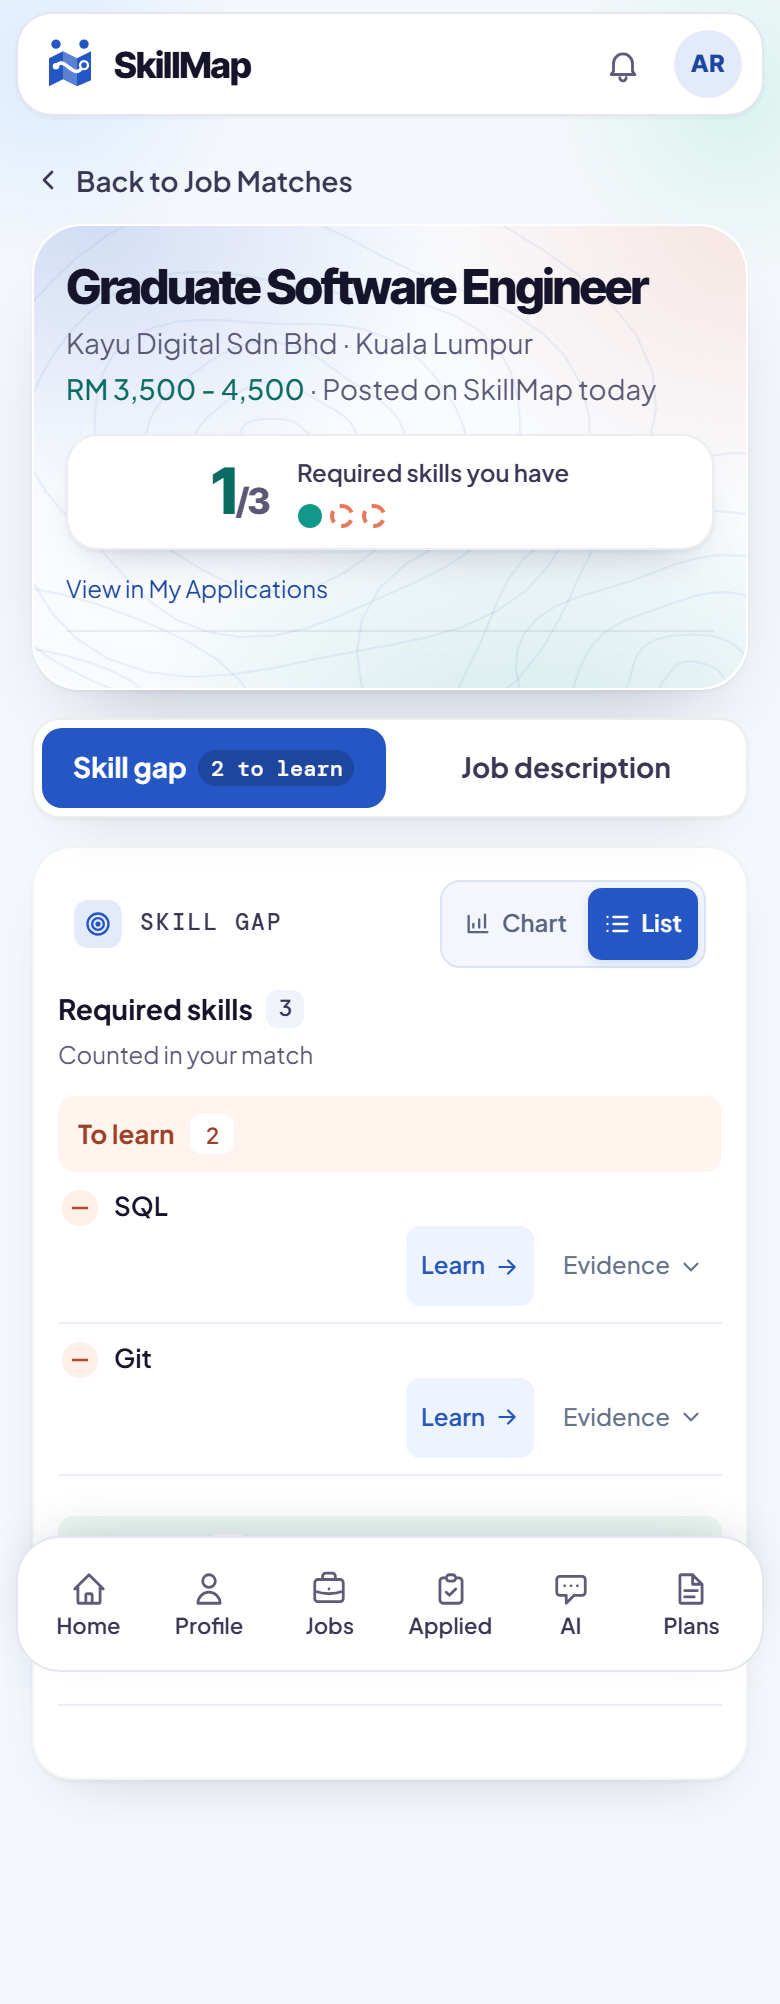 SkillMap
AR
Back to Job Matches
Graduate Software Engineer
Kayu Digital Sdn Bhd · Kuala Lumpur
RM 3,500 - 4,500 · Posted on SkillMap today
1/3
Required skills you have
View in My Applications
Skill gap 2 to learn
Job description
SKILL GAP
Chart
List
Required skills 3
Counted in your match
To learn 2
SQL
Learn → Evidence
Git
Learn → Evidence
Home Profile Jobs Applied AI Plans